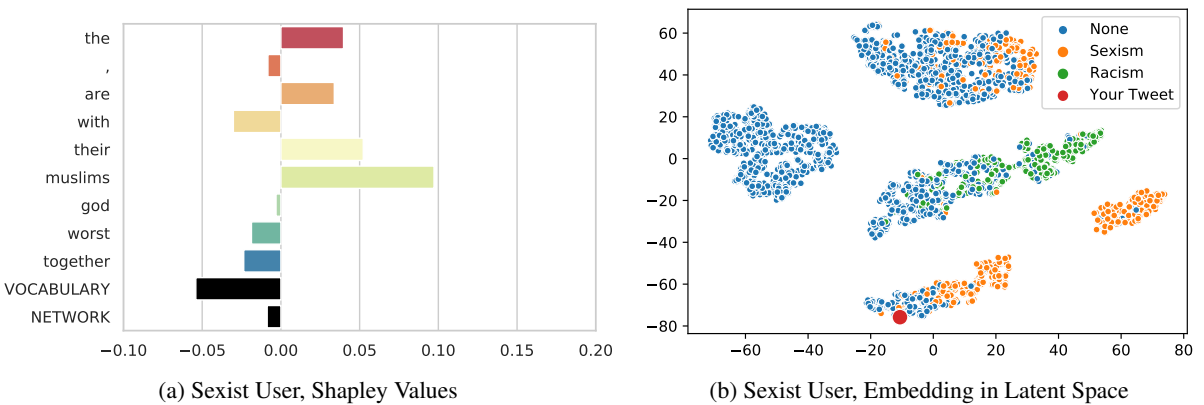 the
,
are
with
their
muslims
god
worst
together
VOCABULARY
NETWORK
−0.10 −0.05 0.00 0.05 0.10 0.15 0.20
(a) Sexist User, Shapley Values
60
40
20
0
−20
−40
−60
−80
−60 −40 −20 0 20 40 60 80
None
Sexism
Racism
Your Tweet
(b) Sexist User, Embedding in Latent Space